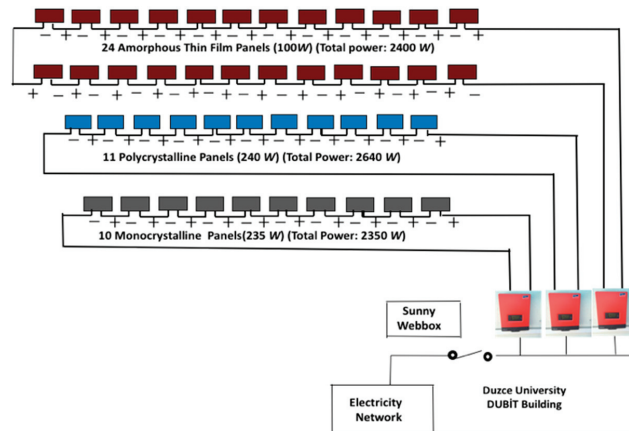 24 Amorphous Thin Film Panels (100W) (Total power: 2400 W)
11 Polycrystalline Panels (240 W) (Total Power: 2640 W)
10 Monocrystalline Panels(235 W) (Total Power: 2350 W)
Sunny
Webbox
Electricity
Network
Duzce University
DUBİT Building